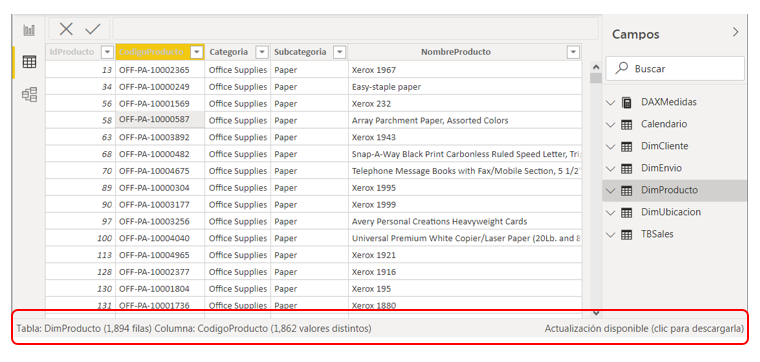 Campos
IdProducto CodigoProducto Categoria Subcategoria NombreProducto
Buscar
13 OFF-PA-10002365 Office Supplies Paper Xerox 1967
34 OFF-PA-10000249 Office Supplies Paper Easy-staple paper
56 OFF-PA-10001569 Office Supplies Paper Xerox 232
58 OFF-PA-10000587 Office Supplies Paper Array Parchment Paper, Assorted Colors
63 OFF-PA-10003892 Office Supplies Paper Xerox 1943
68 OFF-PA-10000482 Office Supplies Paper Snap-A-Way Black Print Carbonless Ruled Speed Letter, Tri
70 OFF-PA-10004675 Office Supplies Paper Telephone Message Books with Fax/Mobile Section, 5 1/2
89 OFF-PA-10000304 Office Supplies Paper Xerox 1995
90 OFF-PA-10003177 Office Supplies Paper Xerox 1999
97 OFF-PA-10003256 Office Supplies Paper Avery Personal Creations Heavyweight Cards
100 OFF-PA-10004040 Office Supplies Paper Universal Premium White Copier/Laser Paper (20Lb. and 8
113 OFF-PA-10004965 Office Supplies Paper Xerox 1921
128 OFF-PA-10002377 Office Supplies Paper Xerox 1916
130 OFF-PA-10001804 Office Supplies Paper Xerox 195
131 OFF-PA-10001736 Office Supplies Paper Xerox 1880
DAXMedidas
Calendario
DimCliente
DimEnvio
DimProducto
DimUbicacion
TBSales
Tabla: DimProducto (1,894 filas) Columna: CodigoProducto (1,862 valores distintos) Actualización disponible (clic para descargarla)